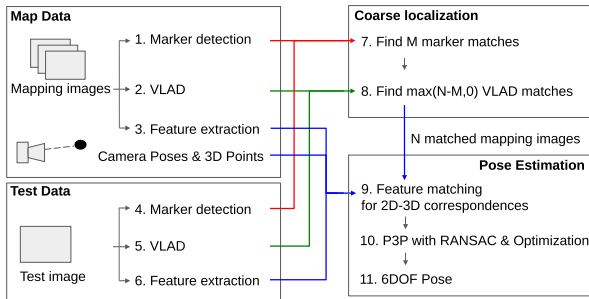 Map Data
1. Marker detection
Mapping images
2. VLAD
3. Feature extraction
Camera Poses & 3D Points
Test Data
4. Marker detection
5. VLAD
Test image
6. Feature extraction
Coarse localization
7. Find M marker matches
8. Find max(N-M,0) VLAD matches
N matched mapping images
Pose Estimation
9. Feature matching
for 2D-3D correspondences
10. P3P with RANSAC & Optimization
11. 6DOF Pose